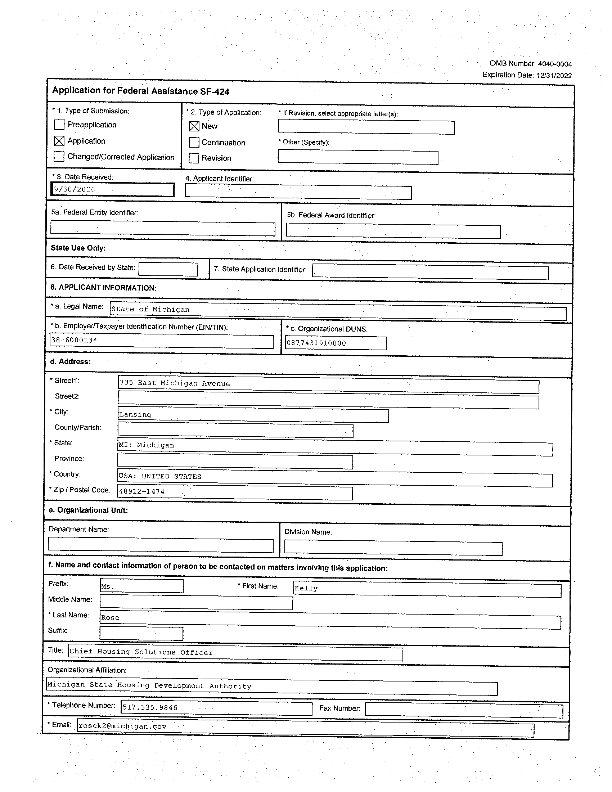 OMB Number: 4040-0004
Expiration Date: 12/31/2022
Application for Federal Assistance SF-424
* 1. Type of Submission:
Preapplication
Application
Changed/Corrected Application
* 2. Type of Application:
New
Continuation
Revision
* If Revision, select appropriate letter(s):
* Other (Specify):
* 3. Date Received:
4. Applicant Identifier:
5a. Federal Entity Identifier:
5b. Federal Award Identifier:
State Use Only:
6. Date Received by State:
7. State Application Identifier:
8. APPLICANT INFORMATION:
* a. Legal Name: State of Michigan
* b. Employer/Taxpayer Identification Number (EIN/TIN):
* c. Organizational DUNS:
d. Address:
* Street1: 735 East Michigan Avenue
Street2:
* City: Lansing
County/Parish:
* State: MI: Michigan
Province:
* Country: USA: UNITED STATES
* Zip / Postal Code: 48912-1474
e. Organizational Unit:
Department Name:
Division Name:
f. Name and contact information of person to be contacted on matters involving this application:
Prefix: Ms.
* First Name: Kelly
Middle Name:
* Last Name: Rose
Suffix:
Title: Chief Housing Solutions Officer
Organizational Affiliation:
Michigan State Housing Development Authority
* Telephone Number:
Fax Number:
* Email: rosek2@michigan.gov